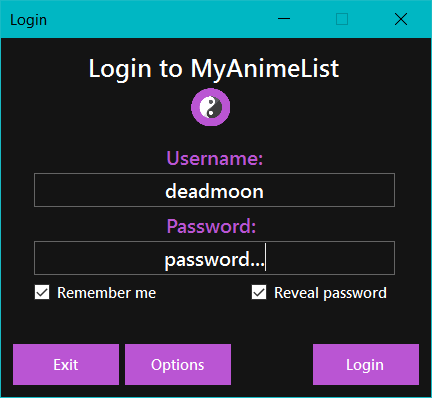 Login
Login to MyAnimeList
Username:
deadmoon
Password:
password...
Remember me
Reveal password
Exit
Options
Login